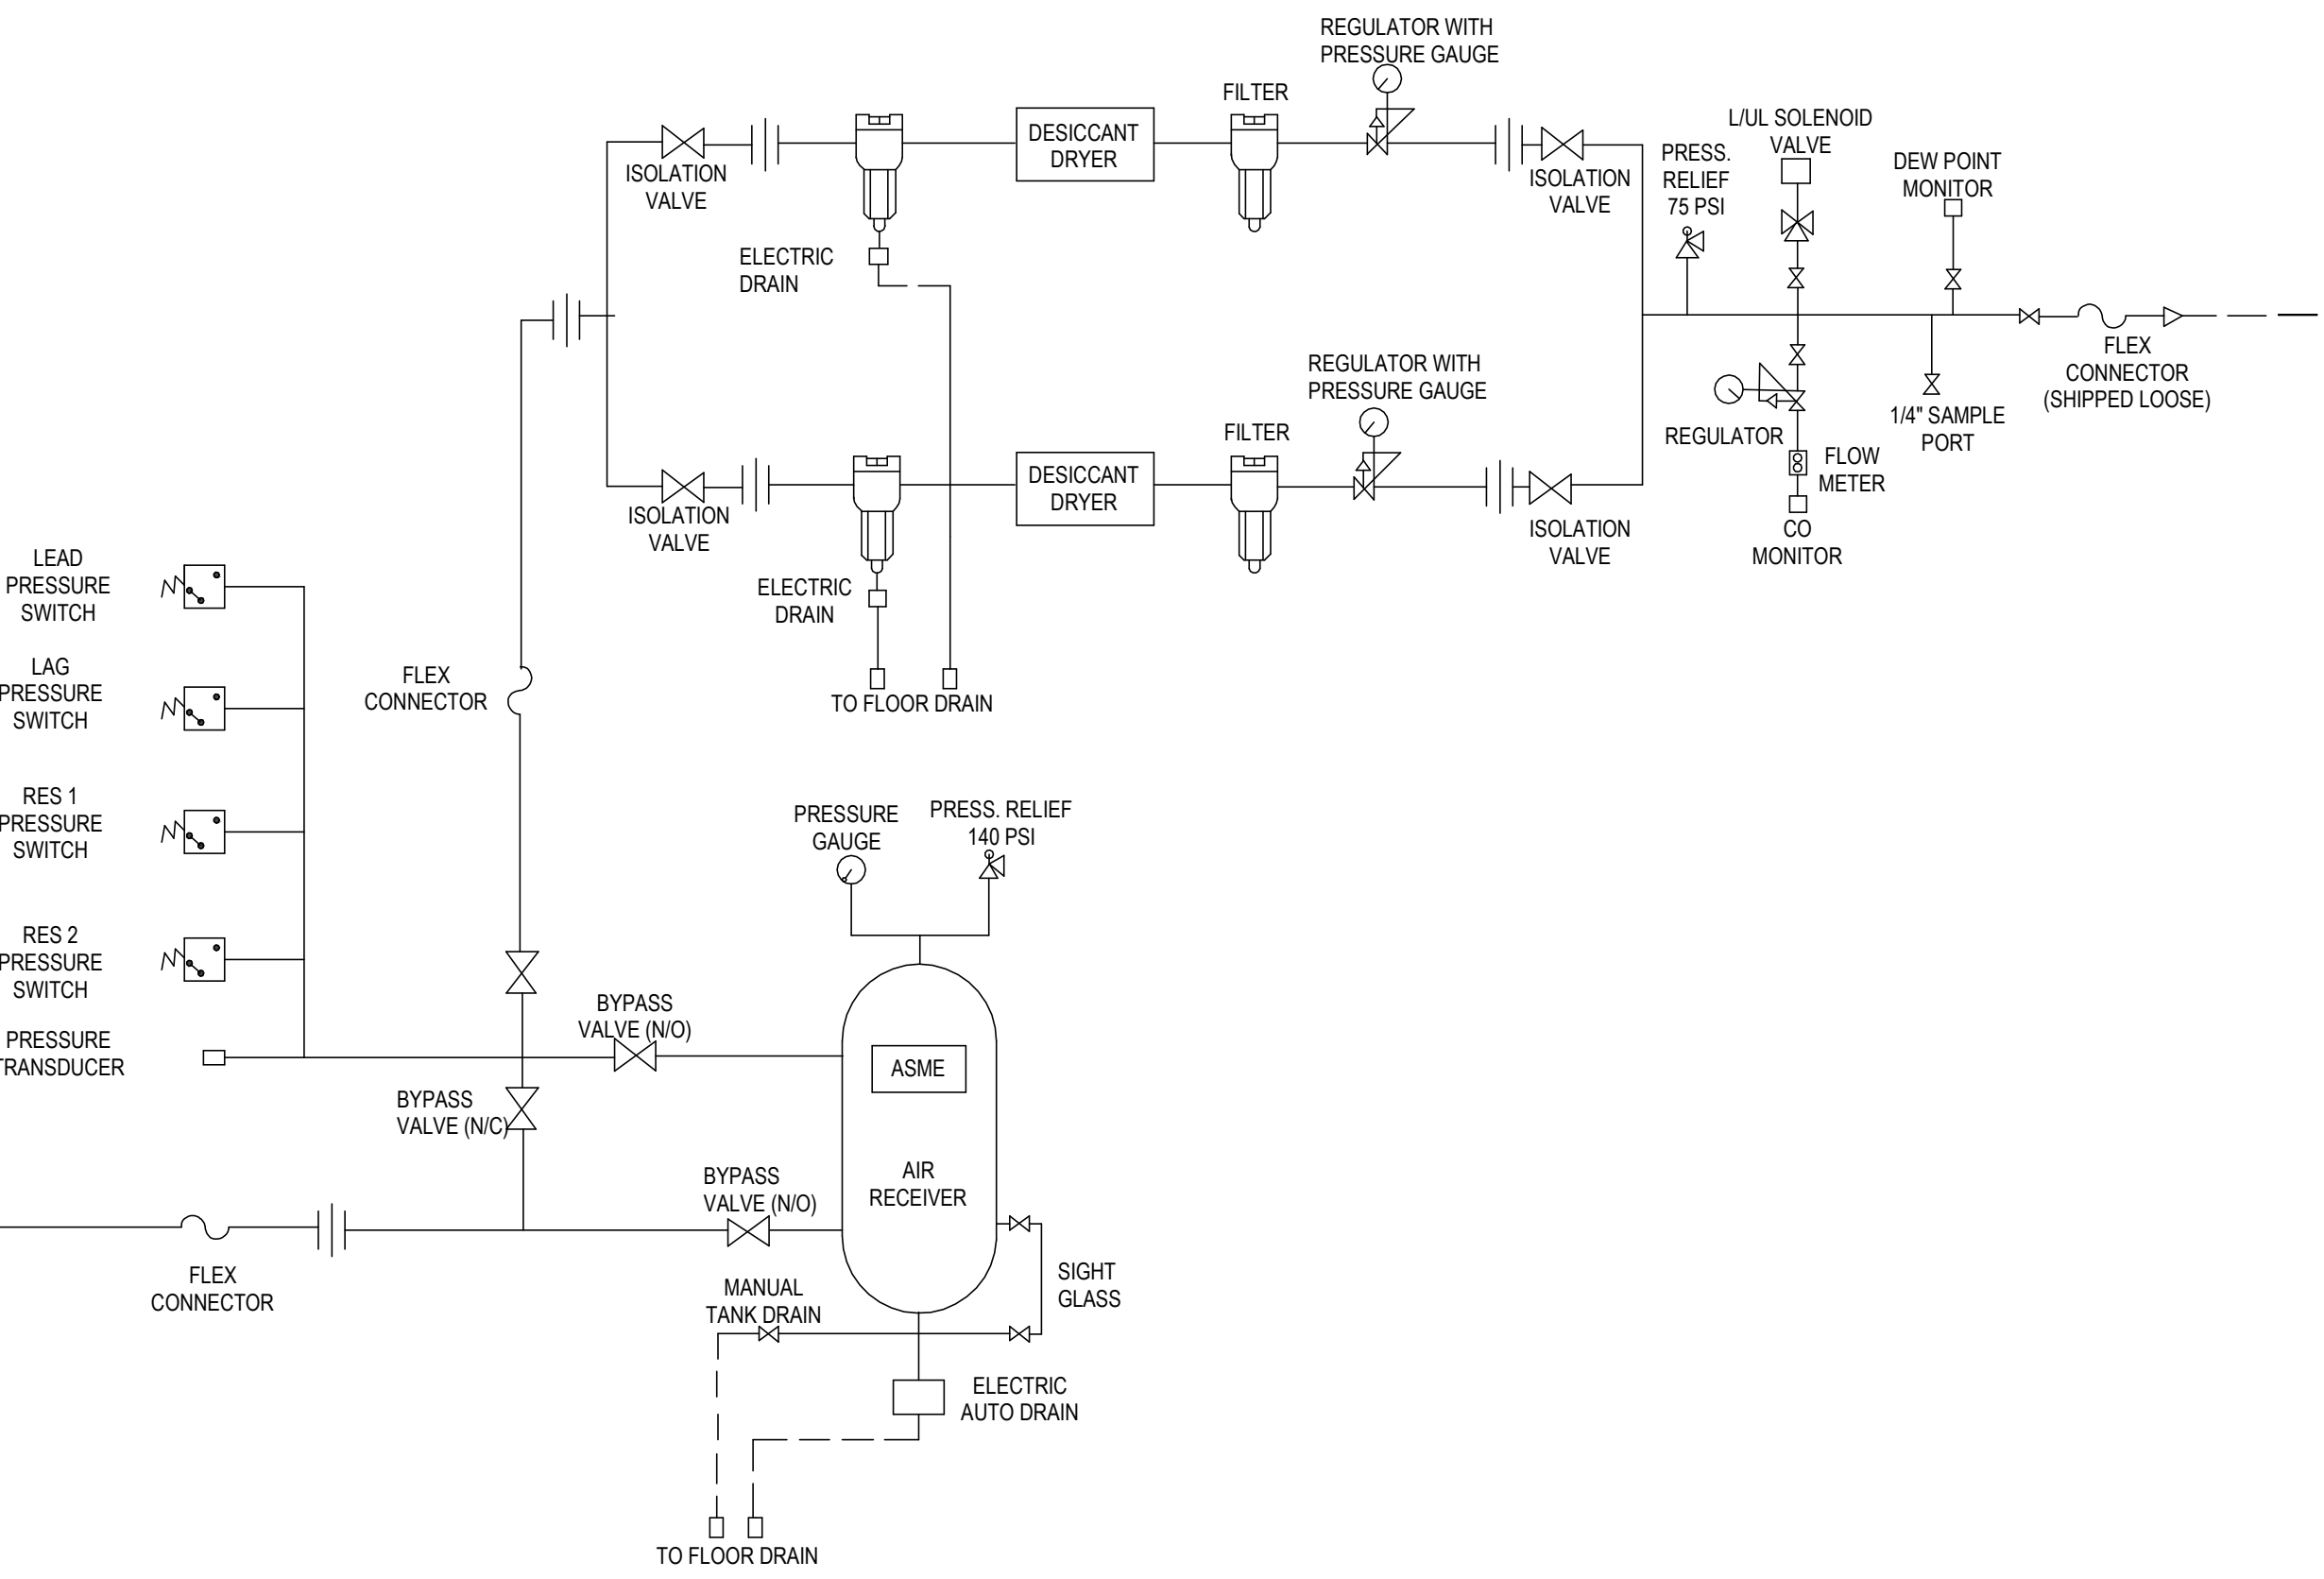 REGULATOR WITH
PRESSURE GAUGE
FILTER
DESICCANT
DRYER
ISOLATION
VALVE
ISOLATION
VALVE
ELECTRIC
DRAIN
PRESS.
RELIEF
75 PSI
L/UL SOLENOID
VALVE
DEW POINT
MONITOR
FLEX
CONNECTOR
(SHIPPED LOOSE)
1/4" SAMPLE
PORT
REGULATOR
FLOW
METER
CO
MONITOR
REGULATOR WITH
PRESSURE GAUGE
FILTER
DESICCANT
DRYER
ISOLATION
VALVE
ISOLATION
VALVE
ELECTRIC
DRAIN
TO FLOOR DRAIN
LEAD
PRESSURE
SWITCH
LAG
PRESSURE
SWITCH
RES 1
PRESSURE
SWITCH
RES 2
PRESSURE
SWITCH
PRESSURE
TRANSDUCER
FLEX
CONNECTOR
PRESSURE
GAUGE
PRESS. RELIEF
140 PSI
BYPASS
VALVE (N/O)
ASME
BYPASS
VALVE (N/C)
AIR
RECEIVER
BYPASS
VALVE (N/O)
FLEX
CONNECTOR
SIGHT
GLASS
MANUAL
TANK DRAIN
ELECTRIC
AUTO DRAIN
TO FLOOR DRAIN